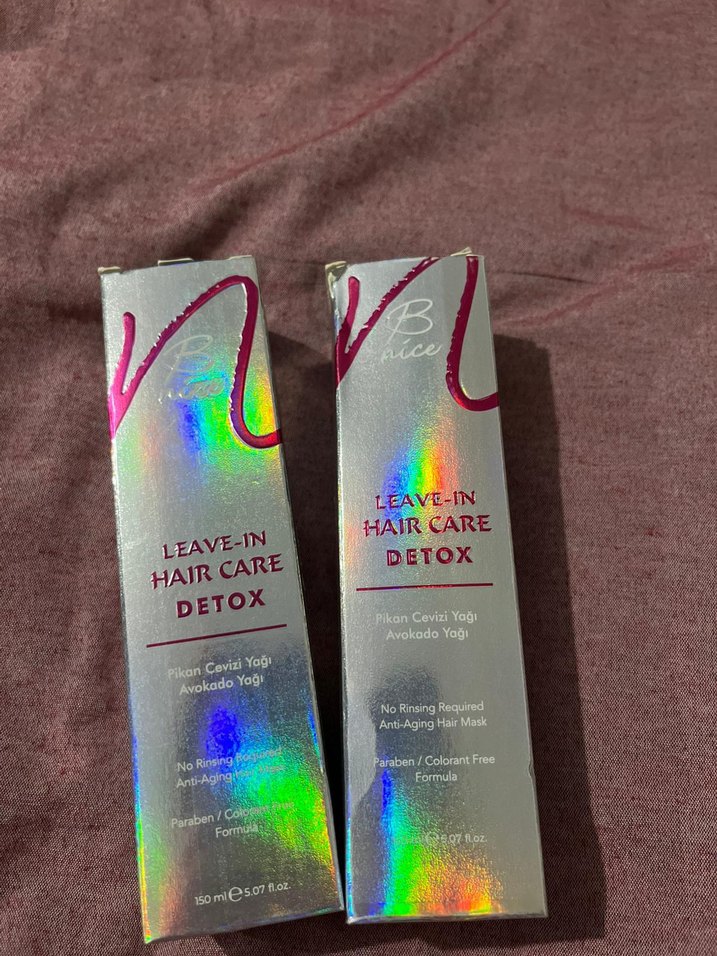 B
LEAVE-IN
HAIR CARE
DETOX
Pikan Cevizi Yağı
Avokado Yağı
No Rinsing Required
Anti-Aging Hair
Paraben / Colorant Free
Formula
150 ml e 5.07 fl.oz.
B
nice
LEAVE-IN
HAIR CARE
DETOX
Pikan Cevizi Yağı
Avokado Yağı
No Rinsing Required
Anti-Aging Hair Mask
Paraben / Colorant Free
Formula
e 5.07 fl.oz.